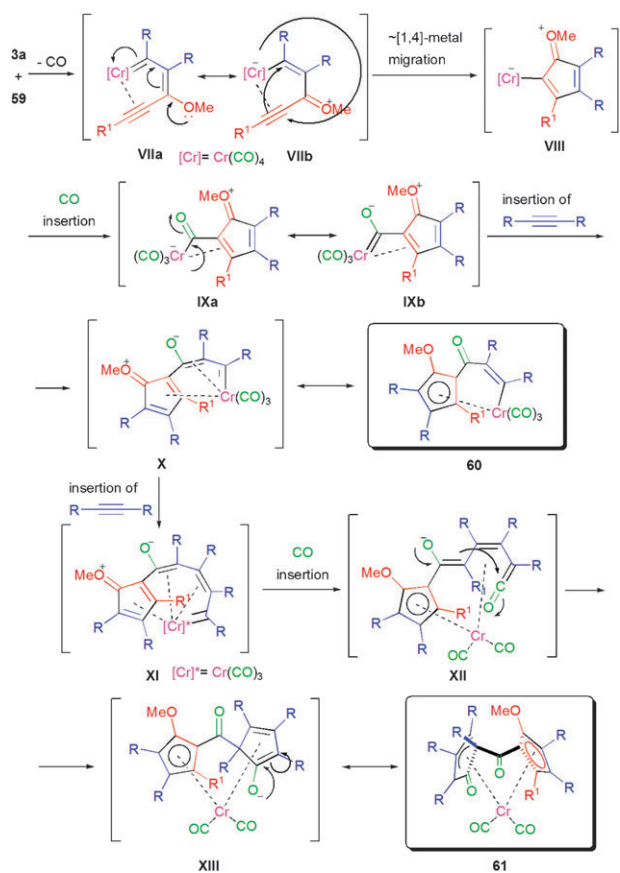 3a
+
59
- CO
[Cr]
R
R
R¹
OMe
VIIa
[Cr]
R
R
R¹
OMe
VIIb
[Cr]= Cr(CO)₄
~[1,4]-metal
migration
OMe
[Cr]
R
R
R¹
VIII
CO
insertion
MeO
O
R
R
(CO)₃Cr
R¹
IXa
MeO
O
R
R
(CO)₃Cr
R¹
IXb
insertion of
R
R
O
R
R
MeO
Cr(CO)₃
R¹
R
R
X
O
R
R
MeO
R
R
R¹
Cr(CO)₃
60
insertion of
R
R
O
R
R
MeO
R
R¹
[Cr]*
R
R
R
XI
[Cr]*= Cr(CO)₃
CO
insertion
O
R
R
R
R
C
O
MeO
R
R
R¹
Cr
OC
CO
XII
MeO
O
R
R
R
R
R¹
R
O
R
Cr
OC
CO
XIII
R
R
R
R
O
O
MeO
R
R
R¹
Cr
OC
CO
61